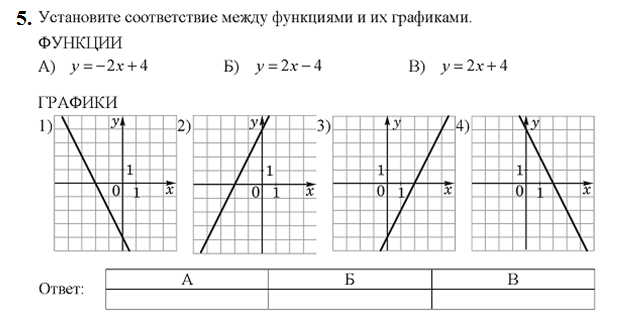 5. Установите соответствие между функциями и их графиками.
ФУНКЦИИ
А) y = −2x + 4 Б) y = 2x − 4 В) y = 2x + 4
ГРАФИКИ
1) y 1 0 1 x 2) y 1 0 1 x 3) y 1 0 1 x 4) y 1 0 1 x
Ответ: А Б В